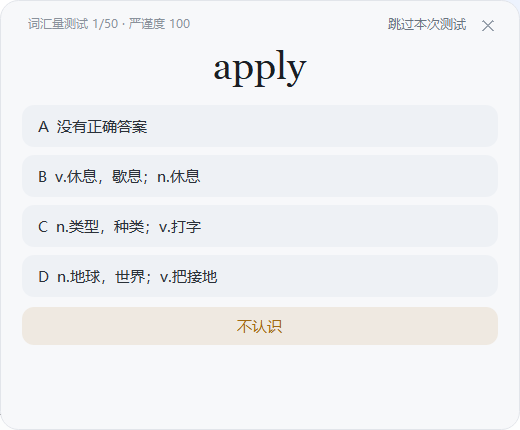 词汇量测试 1/50 · 严谨度 100 跳过本次测试
apply
A 没有正确答案
B v.休息，歇息；n.休息
C n.类型，种类；v.打字
D n.地球，世界；v.把接地
不认识